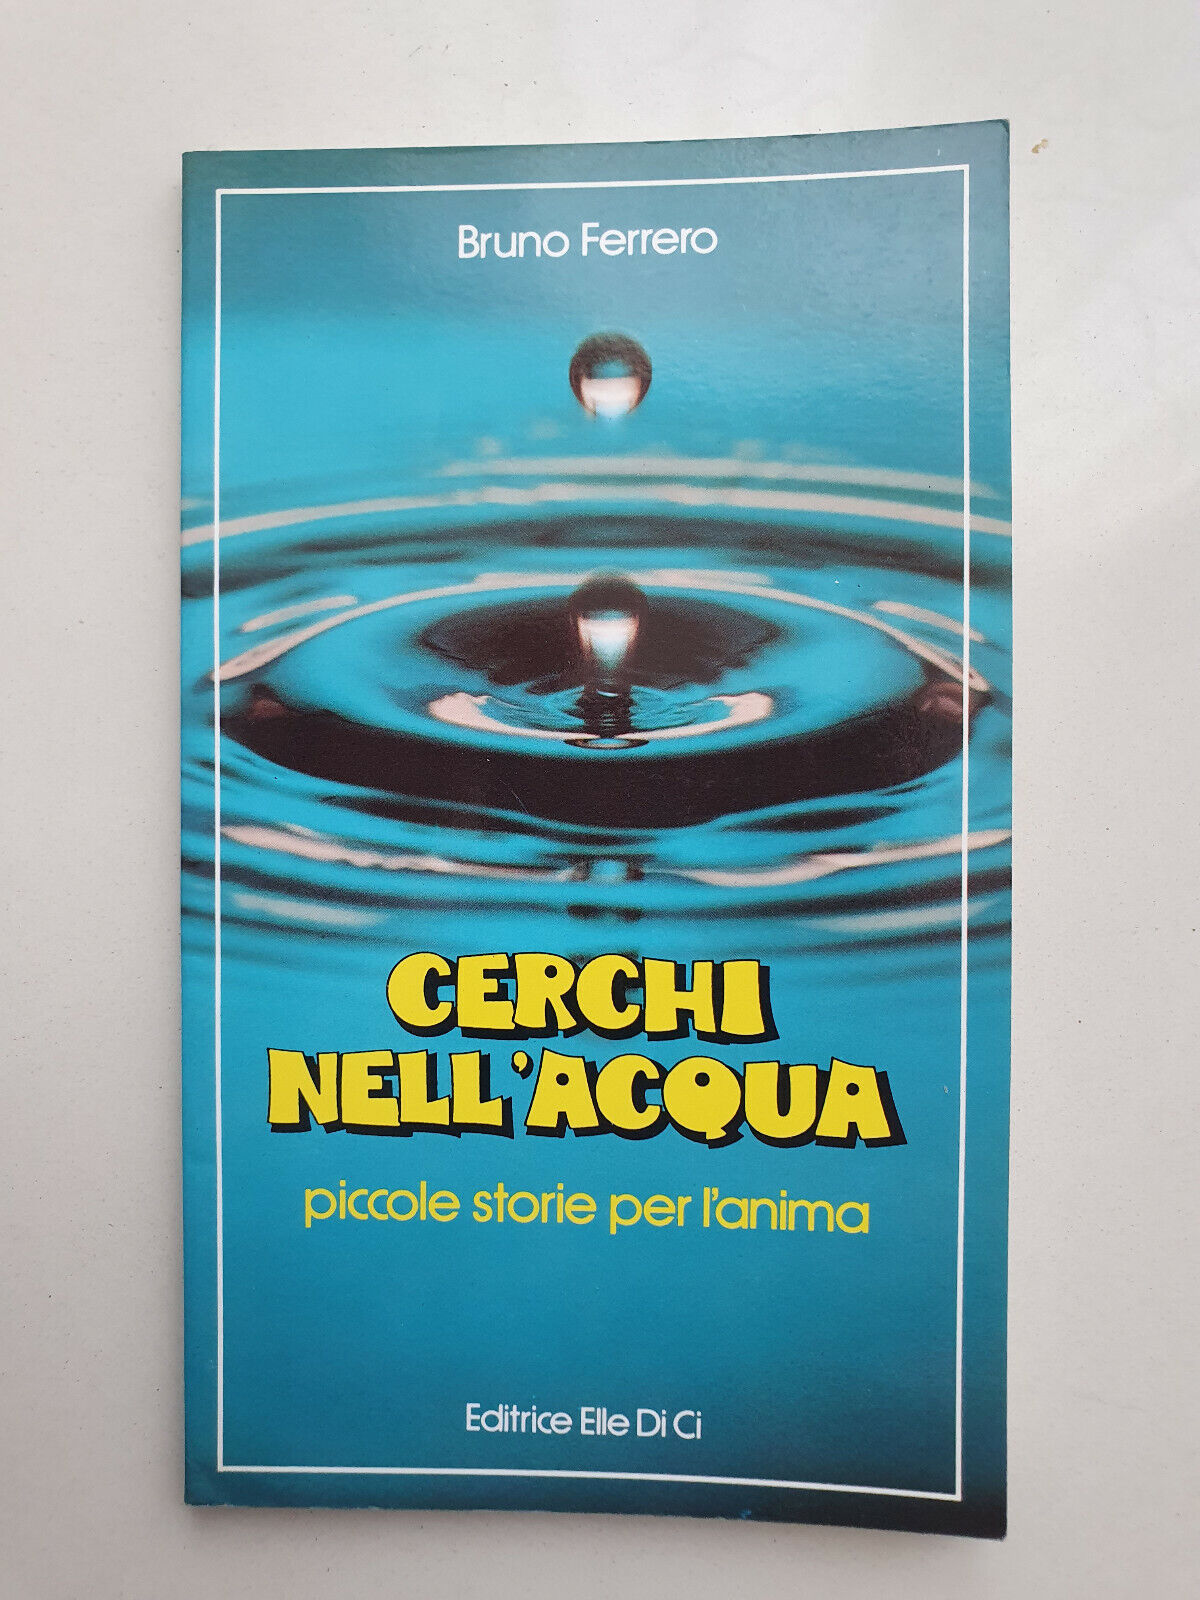 Bruno Ferrero
CERCHI
NELL'ACQUA
piccole storie per l'anima
Editrice Elle Di Ci